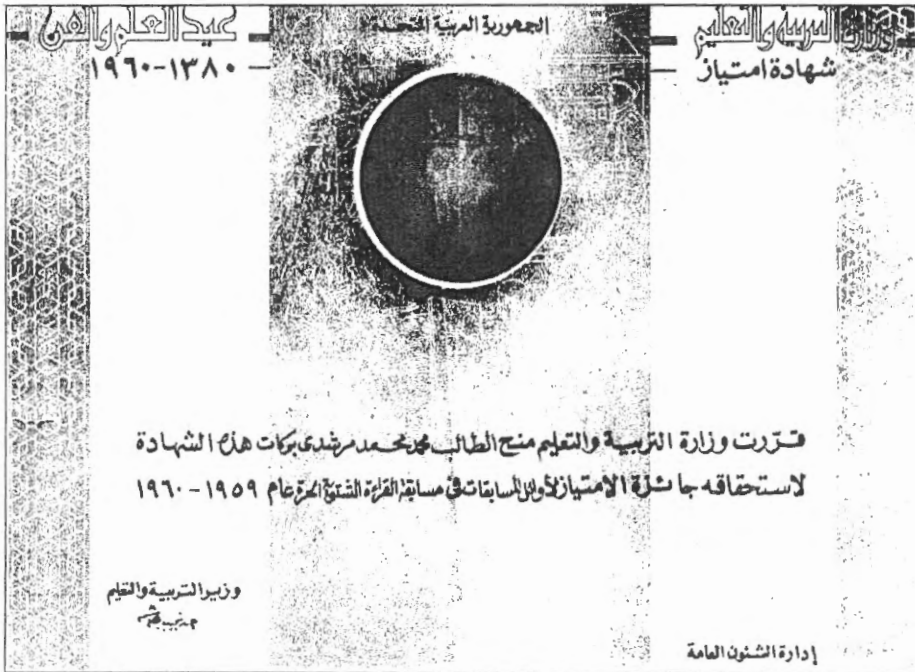 الجمهورية العربية المتحدة
وزارة التربية والتعليم
شهادة امتياز
عيد العلم والفن
١٣٨٠-١٩٦٠
قررت وزارة التربية والتعليم منح الطالب محمد محمد مرشدى بركات هذه الشهادة
لاستحقاقه جائزة الامتياز لأوائل المسابقات فى مسابقة القراءة الحرة عام ١٩٥٩-١٩٦٠
وزير التربية والتعليم
إدارة الشئون العامة